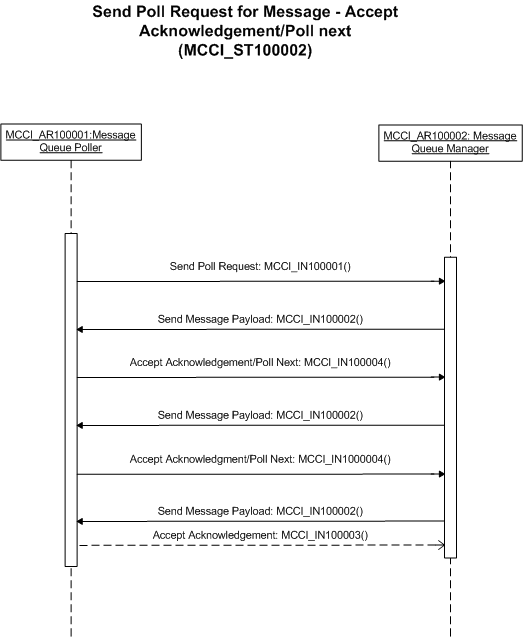 Send Poll Request for Message - Accept
Acknowledgement/Poll next
(MCCI_ST100002)
MCCI_AR100001:Message
Queue Poller
MCCI_AR100002: Message
Queue Manager
Send Poll Request: MCCI_IN100001()
Send Message Payload: MCCI_IN100002()
Accept Acknowledgement/Poll Next: MCCI_IN100004()
Send Message Payload: MCCI_IN100002()
Accept Acknowledgment/Poll Next: MCCI_IN1000004()
Send Message Payload: MCCI_IN100002()
Accept Acknowledgement: MCCI_IN100003()